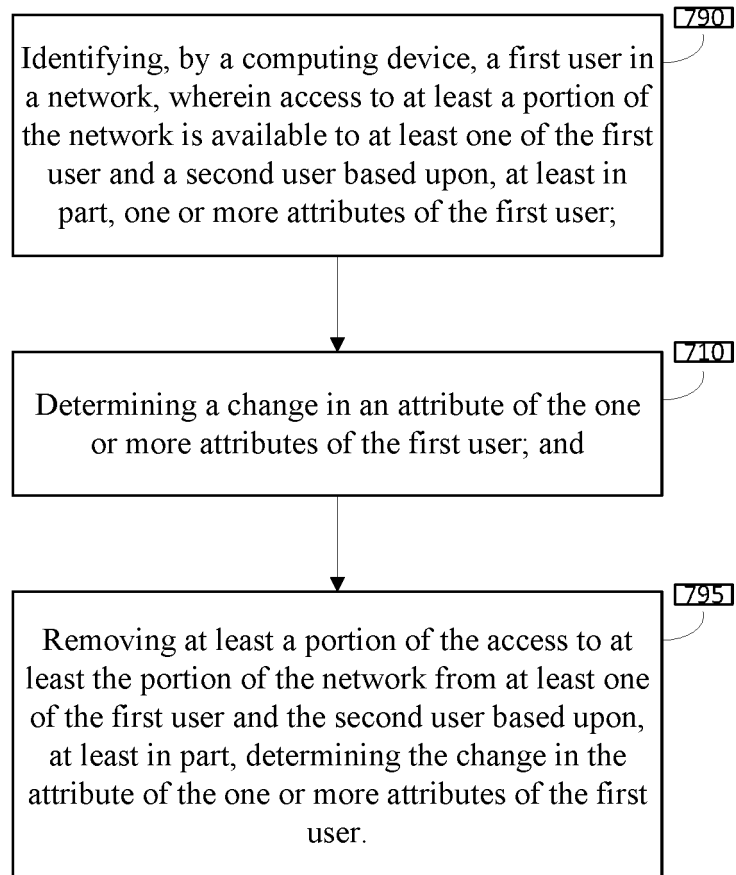 790
Identifying, by a computing device, a first user in
a network, wherein access to at least a portion of
the network is available to at least one of the first
user and a second user based upon, at least in
part, one or more attributes of the first user;
710
Determining a change in an attribute of the one
or more attributes of the first user; and
795
Removing at least a portion of the access to at
least the portion of the network from at least one
of the first user and the second user based upon,
at least in part, determining the change in the
attribute of the one or more attributes of the first
user.